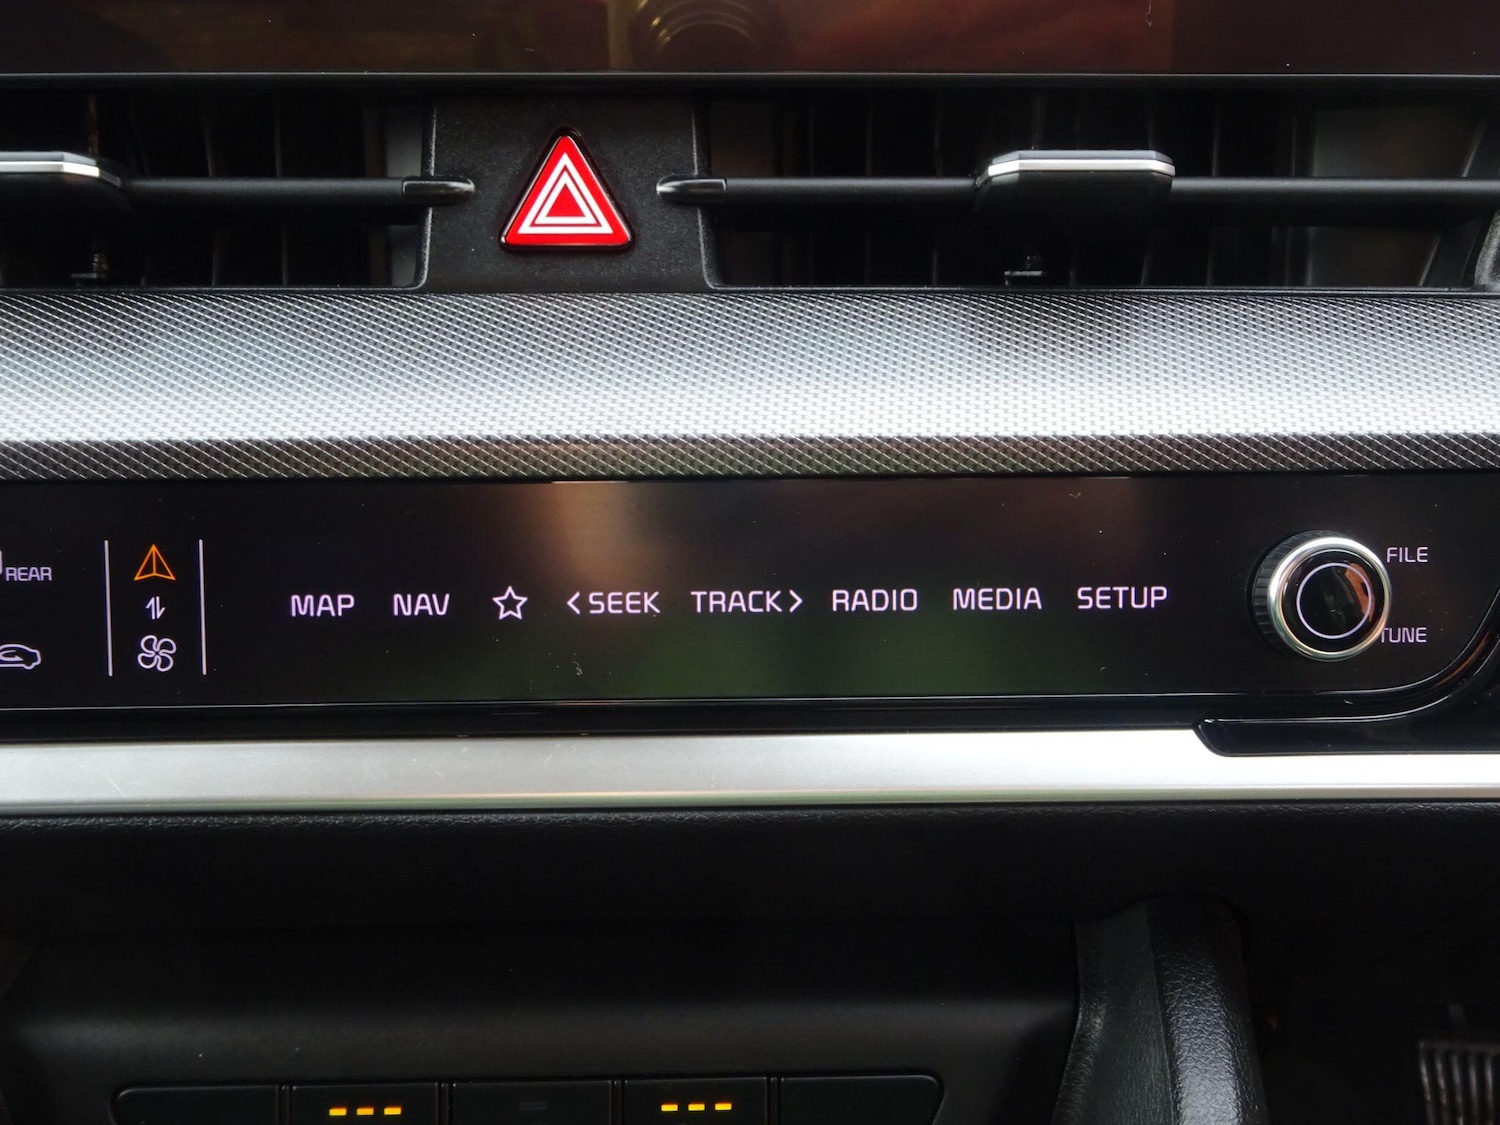 REAR
MAP NAV <SEEK TRACK> RADIO MEDIA SETUP
FILE
TUNE